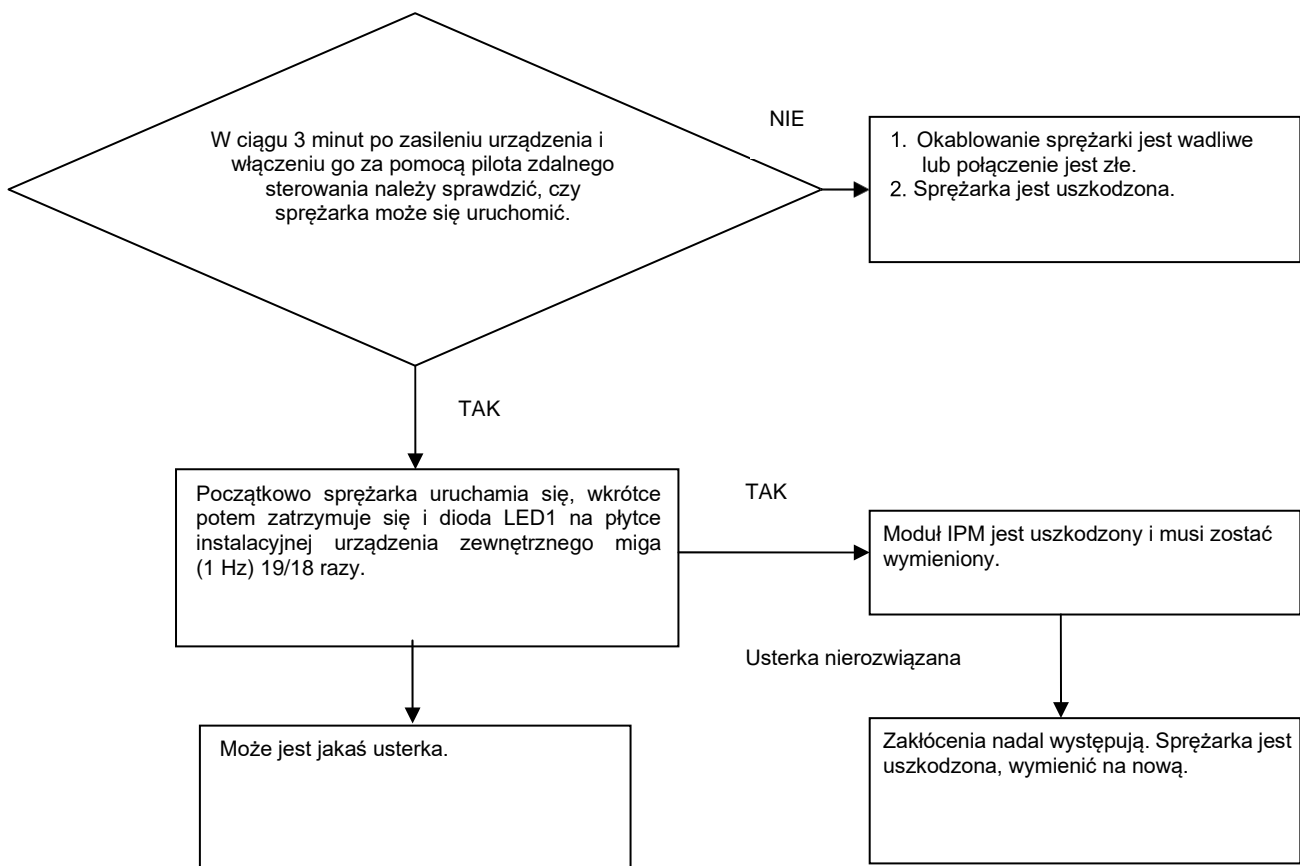 W ciągu 3 minut po zasileniu urządzenia i
włączeniu go za pomocą pilota zdalnego
sterowania należy sprawdzić, czy
sprężarka może się uruchomić.
NIE
1. Okablowanie sprężarki jest wadliwe
lub połączenie jest złe.
2. Sprężarka jest uszkodzona.
TAK
Początkowo sprężarka uruchamia się, wkrótce
potem zatrzymuje się i dioda LED1 na płytce
instalacyjnej urządzenia zewnętrznego miga
(1 Hz) 19/18 razy.
TAK
Moduł IPM jest uszkodzony i musi zostać
wymieniony.
Usterka nierozwiązana
Może jest jakaś usterka.
Zakłócenia nadal występują. Sprężarka jest
uszkodzona, wymienić na nową.